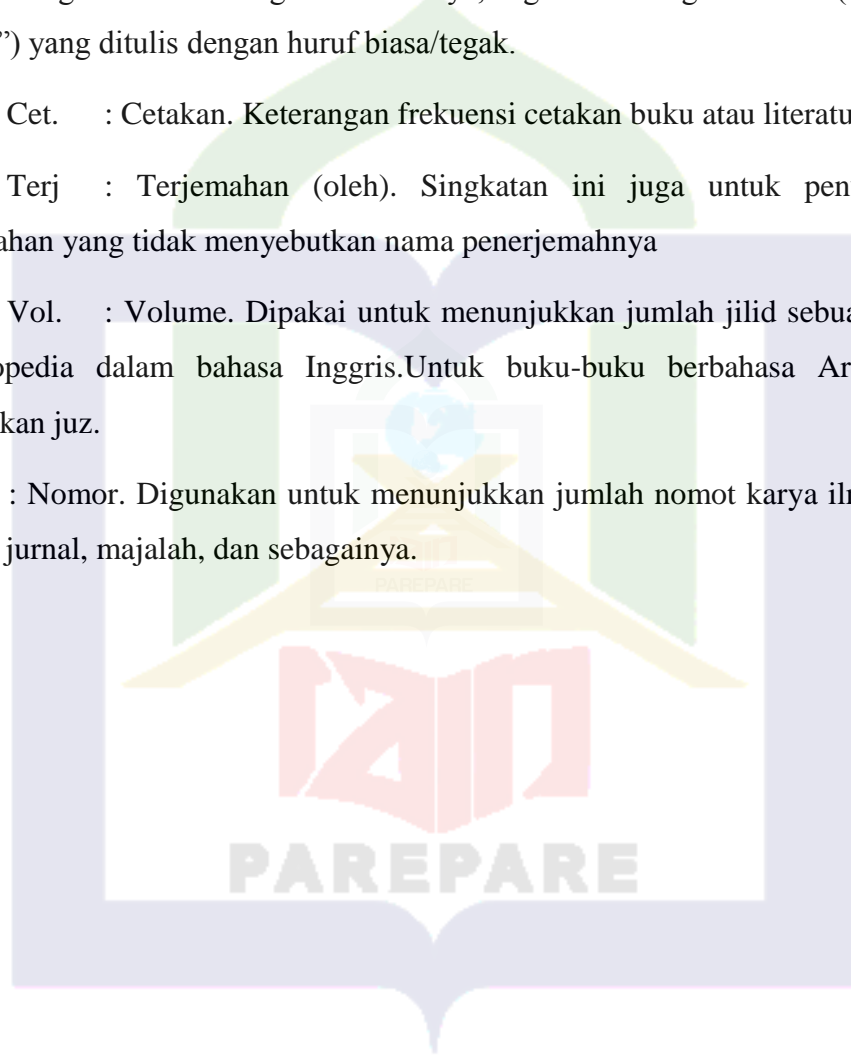 ”) yang ditulis dengan huruf biasa/tegak.
Cet. : Cetakan. Keterangan frekuensi cetakan buku atau literatu
Terj : Terjemahan (oleh). Singkatan ini juga untuk pen
ahan yang tidak menyebutkan nama penerjemahnya
Vol. : Volume. Dipakai untuk menunjukkan jumlah jilid sebua
opedia dalam bahasa Inggris.Untuk buku-buku berbahasa Ar
kan juz.
: Nomor. Digunakan untuk menunjukkan jumlah nomot karya iln
jurnal, majalah, dan sebagainya.
PAREPARE
IAIN
PAREPARE